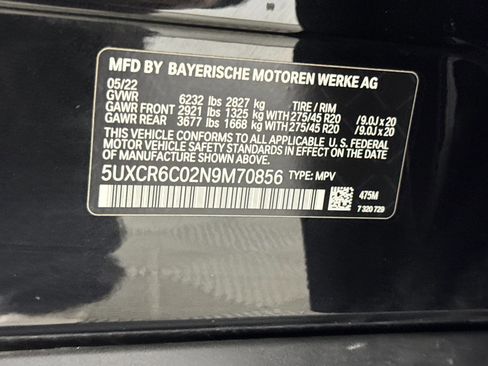 MFD BY BAYERISCHE MOTOREN WERKE AG
05/22
GVWR 6232 lbs 2827 kg TIRE / RIM
GAWR FRONT 2921 lbs 1325 kg WITH 275/45 R20 /9.0J x 20
GAWR REAR 3677 lbs 1668 kg WITH 275/45 R20 /9.0J x 20
THIS VEHICLE CONFORMS TO ALL APPLICABLE U. S. FEDERAL
MOTOR VEHICLE SAFETY STANDARDS IN EFFECT ON THE
DATE OF MANUFACTURE SHOWN ABOVE.
5UXCR6C02N9M70856 TYPE: MPV
475M
7 320 729